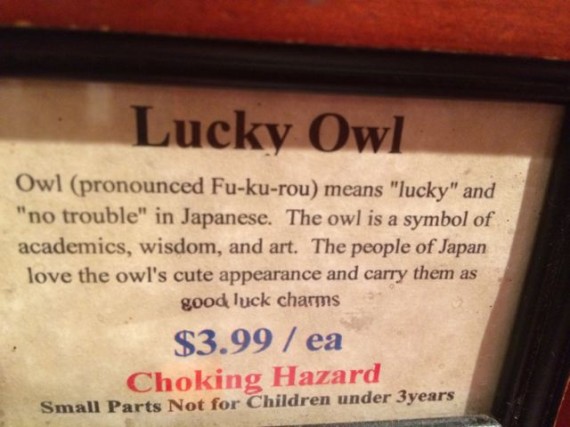 Lucky Owl
Owl (pronounced Fu-ku-rou) means "lucky" and
"no trouble" in Japanese. The owl is a symbol of
academics, wisdom, and art. The people of Japan
love the owl's cute appearance and carry them as
good luck charms
$3.99 / ea
Choking Hazard
Small Parts Not for Children under 3years